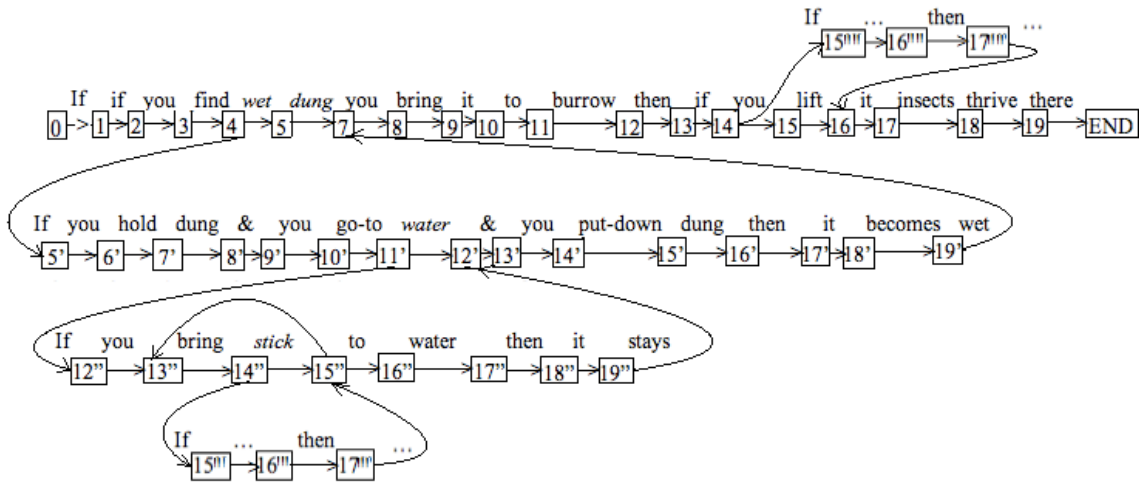 If … then …
15'''' 16'''' 17''''
If if you find wet dung you bring it to burrow then if you lift it insects thrive there
0 1 2 3 4 5 7 8 9 10 11 12 13 14 15 16 17 18 19 END
If you hold dung & you go-to water & you put-down dung then it becomes wet
5’ 6’ 7’ 8’ 9’ 10’ 11’ 12’ 13’ 14’ 15’ 16’ 17’ 18’ 19’
If you bring stick to water then it stays
12” 13” 14” 15” 16” 17” 18” 19”
If … then …
15''' 16''' 17'''